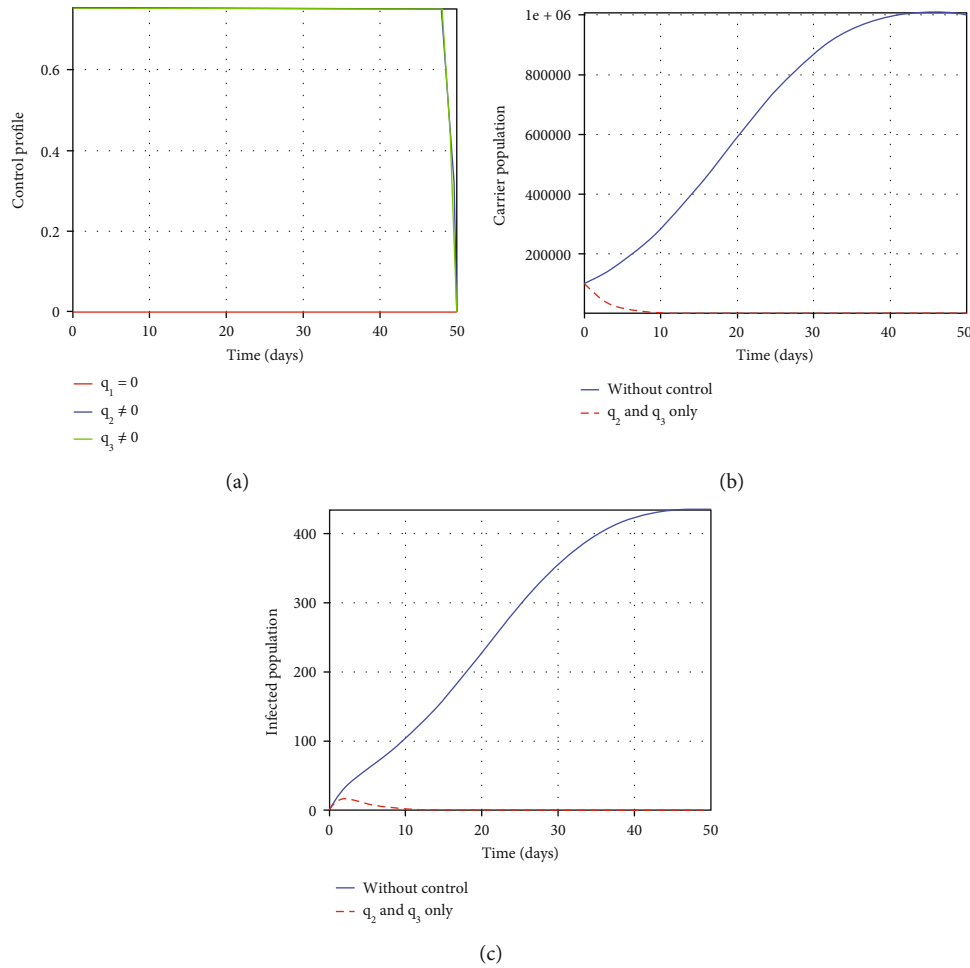 Control profile
0.6
0.4
0.2
0
0 10 20 30 40 50
Time (days)
q1 = 0
q2 ≠ 0
q3 ≠ 0
(a)
Carrier population
1e + 06
800000
600000
400000
200000
0 10 20 30 40 50
Time (days)
Without control
q2 and q3 only
(b)
Infected population
400
300
200
100
0
0 10 20 30 40 50
Time (days)
Without control
q2 and q3 only
(c)